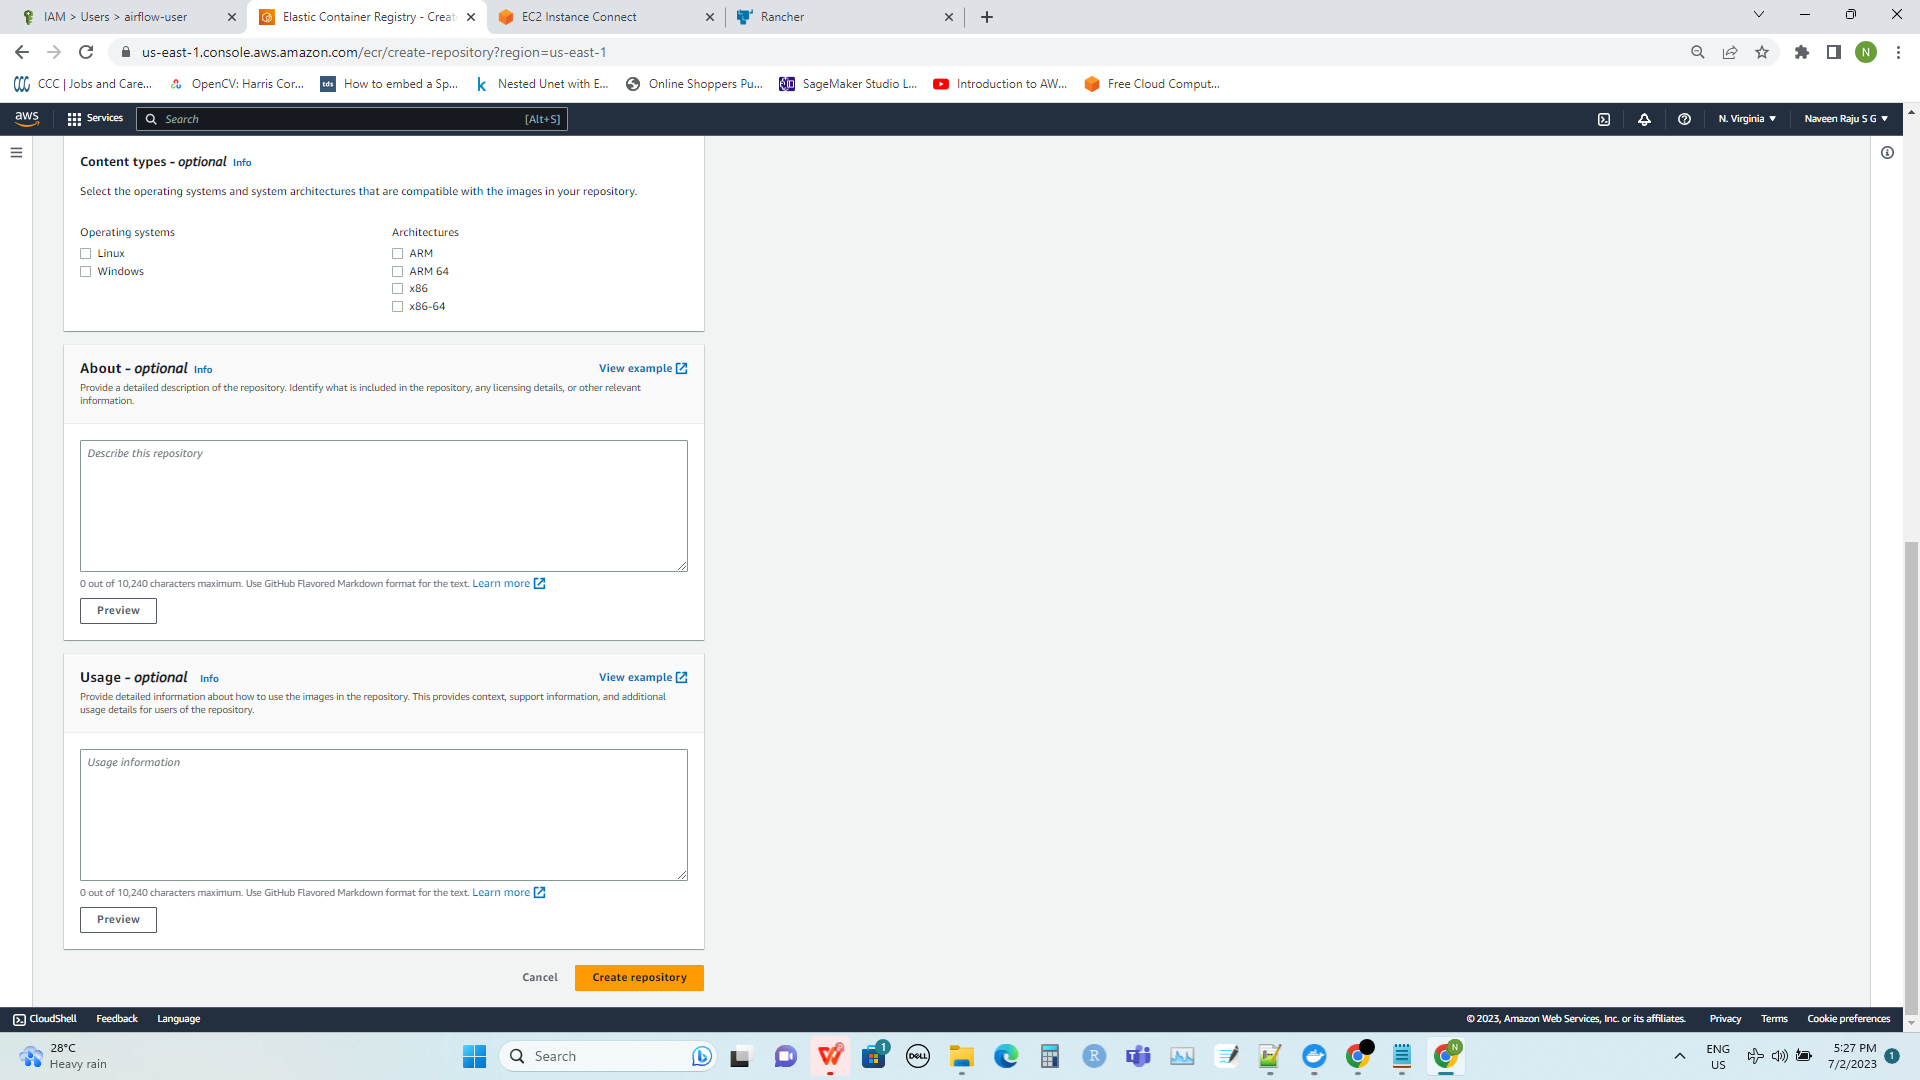 IAM > Users > airflow-user
Elastic Container Registry - Creat
EC2 Instance Connect
Rancher
us-east-1.console.aws.amazon.com/ecr/create-repository?region=us-east-1
N
CCC | Jobs and Care...
OpenCV: Harris Cor...
tds
How to embed a Sp...
k
Nested Unet with E...
Online Shoppers Pu...
SageMaker Studio L...
Introduction to AW...
Free Cloud Comput...
aws
Services
Search
[Alt+S]
N. Virginia
Naveen Raju S G
Content types - optional Info
Select the operating systems and system architectures that are compatible with the images in your repository.
Operating systems
Architectures
Linux
ARM
Windows
ARM 64
x86
x86-64
About - optional Info
View example
Provide a detailed description of the repository. Identify what is included in the repository, any licensing details, or other relevant
information.
Describe this repository
0 out of 10,240 characters maximum. Use GitHub Flavored Markdown format for the text. Learn more
Preview
Usage - optional Info
View example
Provide detailed information about how to use the images in the repository. This provides context, support information, and additional
usage details for users of the repository.
Usage information
0 out of 10,240 characters maximum. Use GitHub Flavored Markdown format for the text. Learn more
Preview
Cancel
Create repository
CloudShell
Feedback
Language
© 2023, Amazon Web Services, Inc. or its affiliates.
Privacy
Terms
Cookie preferences
28°C
Heavy rain
Search
1
DELL
R
N
ENG
US
5:27 PM
7/2/2023
1